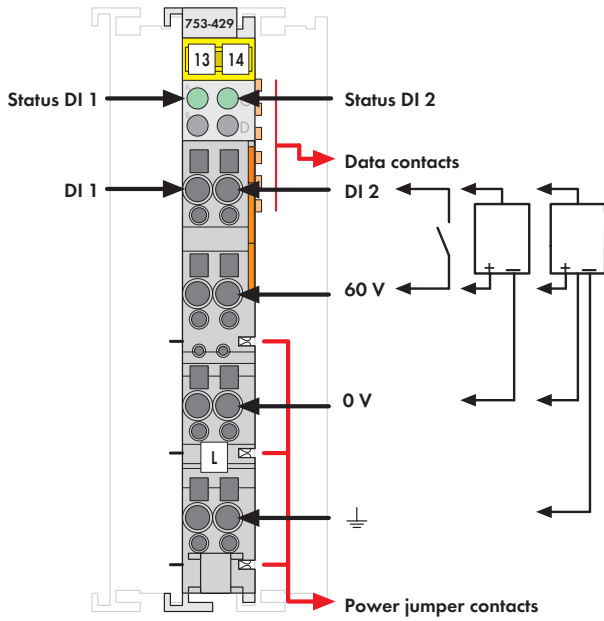 753-429
13 14
A C
Status DI 1 Status DI 2
B D
Data contacts
DI 1 DI 2
+ − + −
60 V
0 V
L
Power jumper contacts